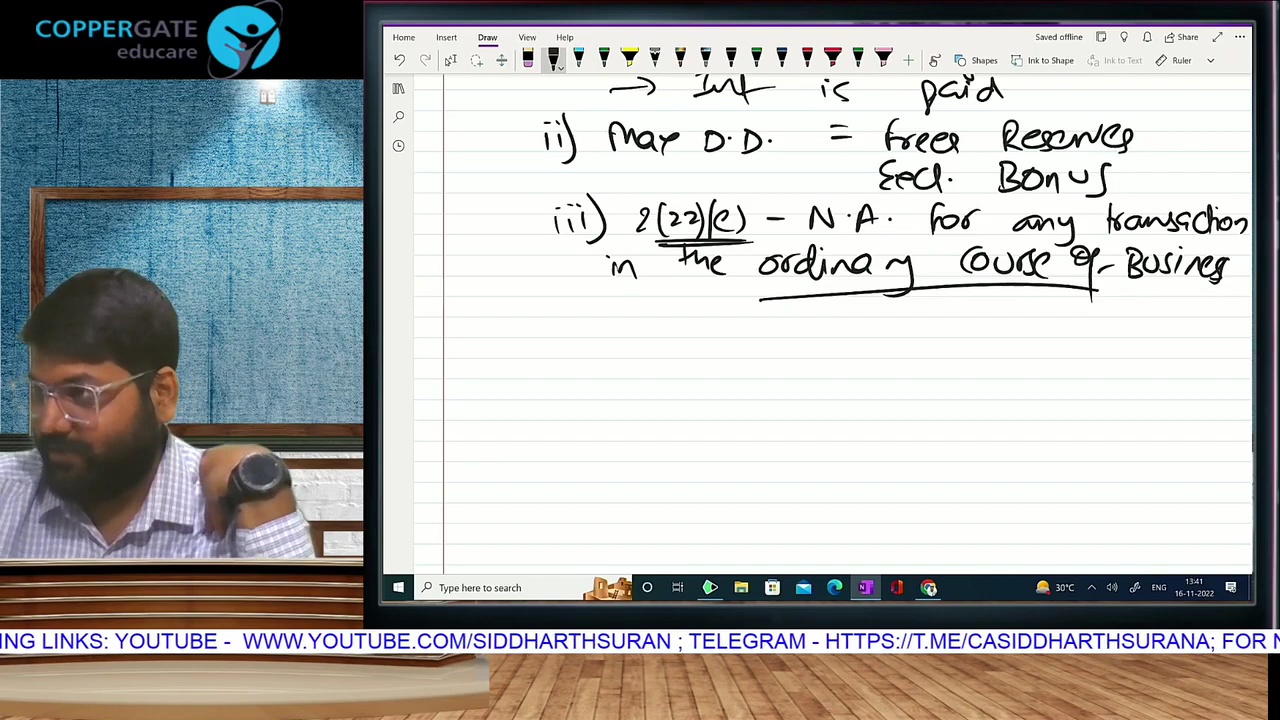 COPPERGATE
educare
Home Insert Draw View Help
Saved offline
Share
Shapes
Ink to Shape
Ink to Text
Ruler
→ Int is paid
ii) Max D.D. = Free Reserves
Excl. Bonus
iii) 2(22)(e) - N.A. for any transaction
in the ordinary course of Business
Type here to search
30°C
ENG
13:41
16-11-2022
ING LINKS: YOUTUBE - WWW.YOUTUBE.COM/SIDDHARTHSURAN ; TELEGRAM - HTTPS://T.ME/CASIDDHARTHSURANA; FOR N